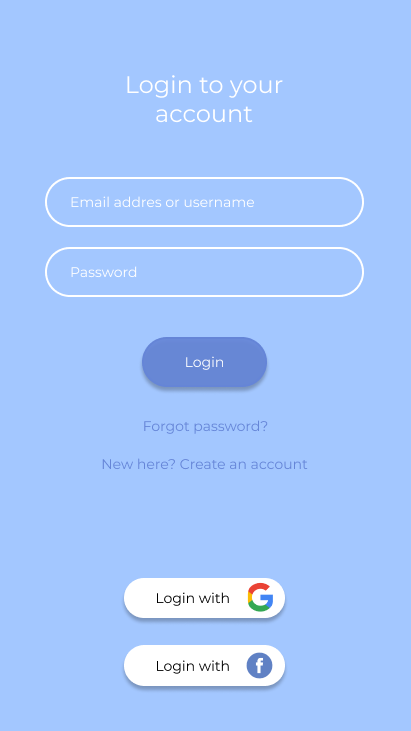 Login to your
account
Email addres or username
Password
Login
Forgot password?
New here? Create an account
Login with
Login with